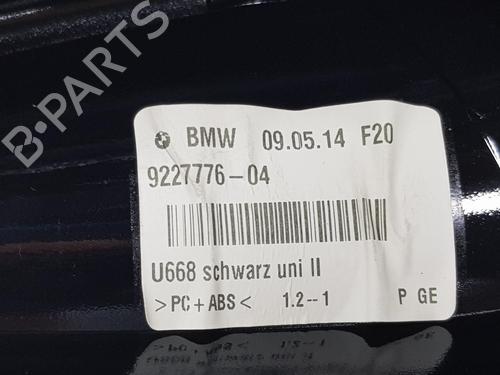 BMW 09.05.14 F20
9227776-04
U668 schwarz uni II
>PC+ABS< 1.2--1 P GE
B-PARTS